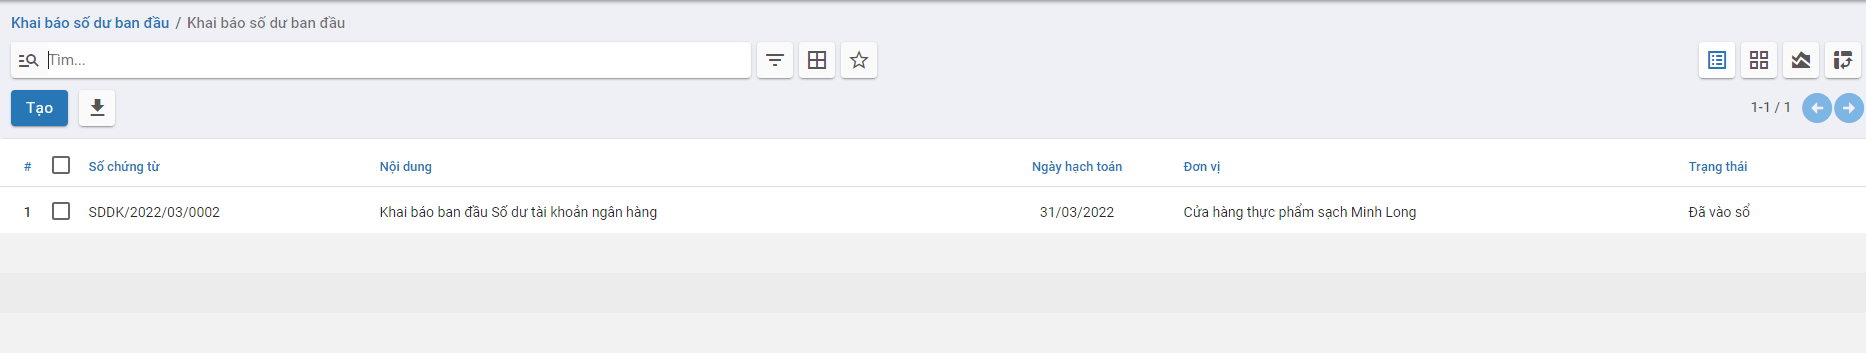 Khai báo số dư ban đầu / Khai báo số dư ban đầu
Tìm...
Tạo
1-1 / 1
# Số chứng từ Nội dung Ngày hạch toán Đơn vị Trạng thái
1 SDDK/2022/03/0002 Khai báo ban đầu Số dư tài khoản ngân hàng 31/03/2022 Cửa hàng thực phẩm sạch Minh Long Đã vào sổ